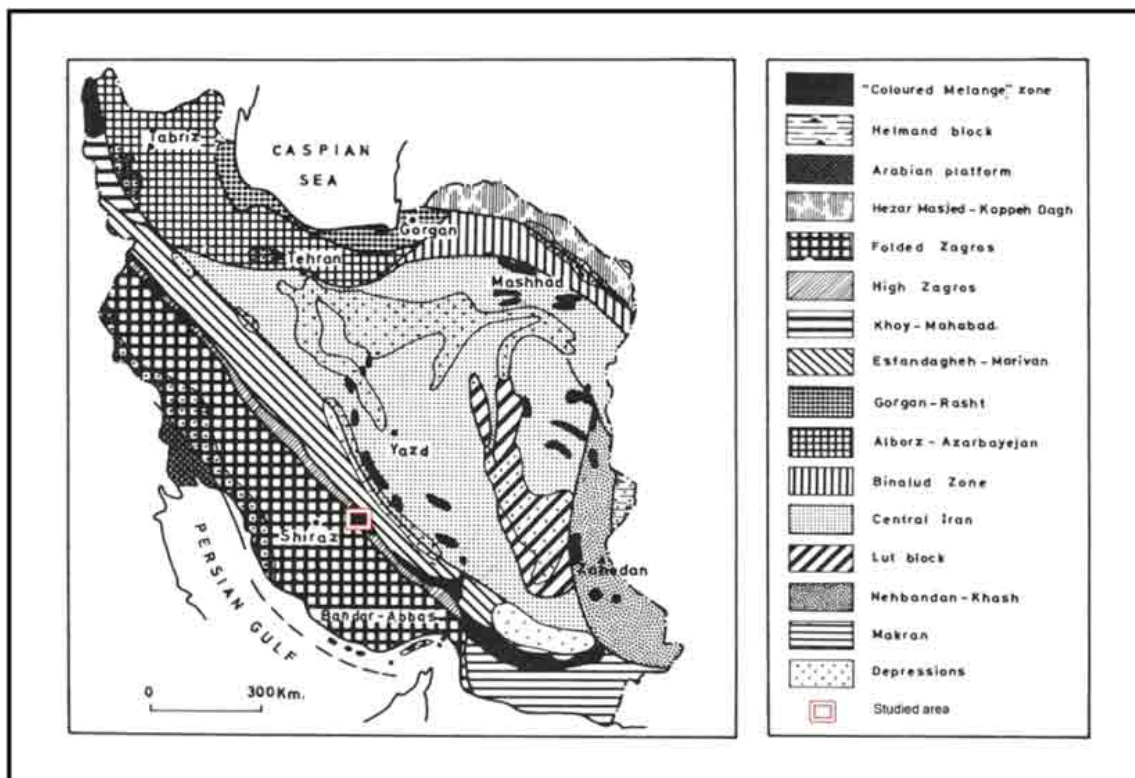 Tabriz
CASPIAN
SEA
Gorgan
Tehran
Mashhad
Yazd
Shiraz
Zahedan
Bandar-Abbas
PERSIAN GULF
0 300Km.
"Coloured Melange" zone
Helmand block
Arabian platform
Hezar Masjed-Koppeh Dagh
Folded Zagros
High Zagros
Khoy-Mahabad
Esfandagheh-Marivan
Gorgan-Rasht
Alborz-Azarbayejan
Binalud Zone
Central Iran
Lut block
Nehbandan-Khash
Makran
Depressions
Studied area